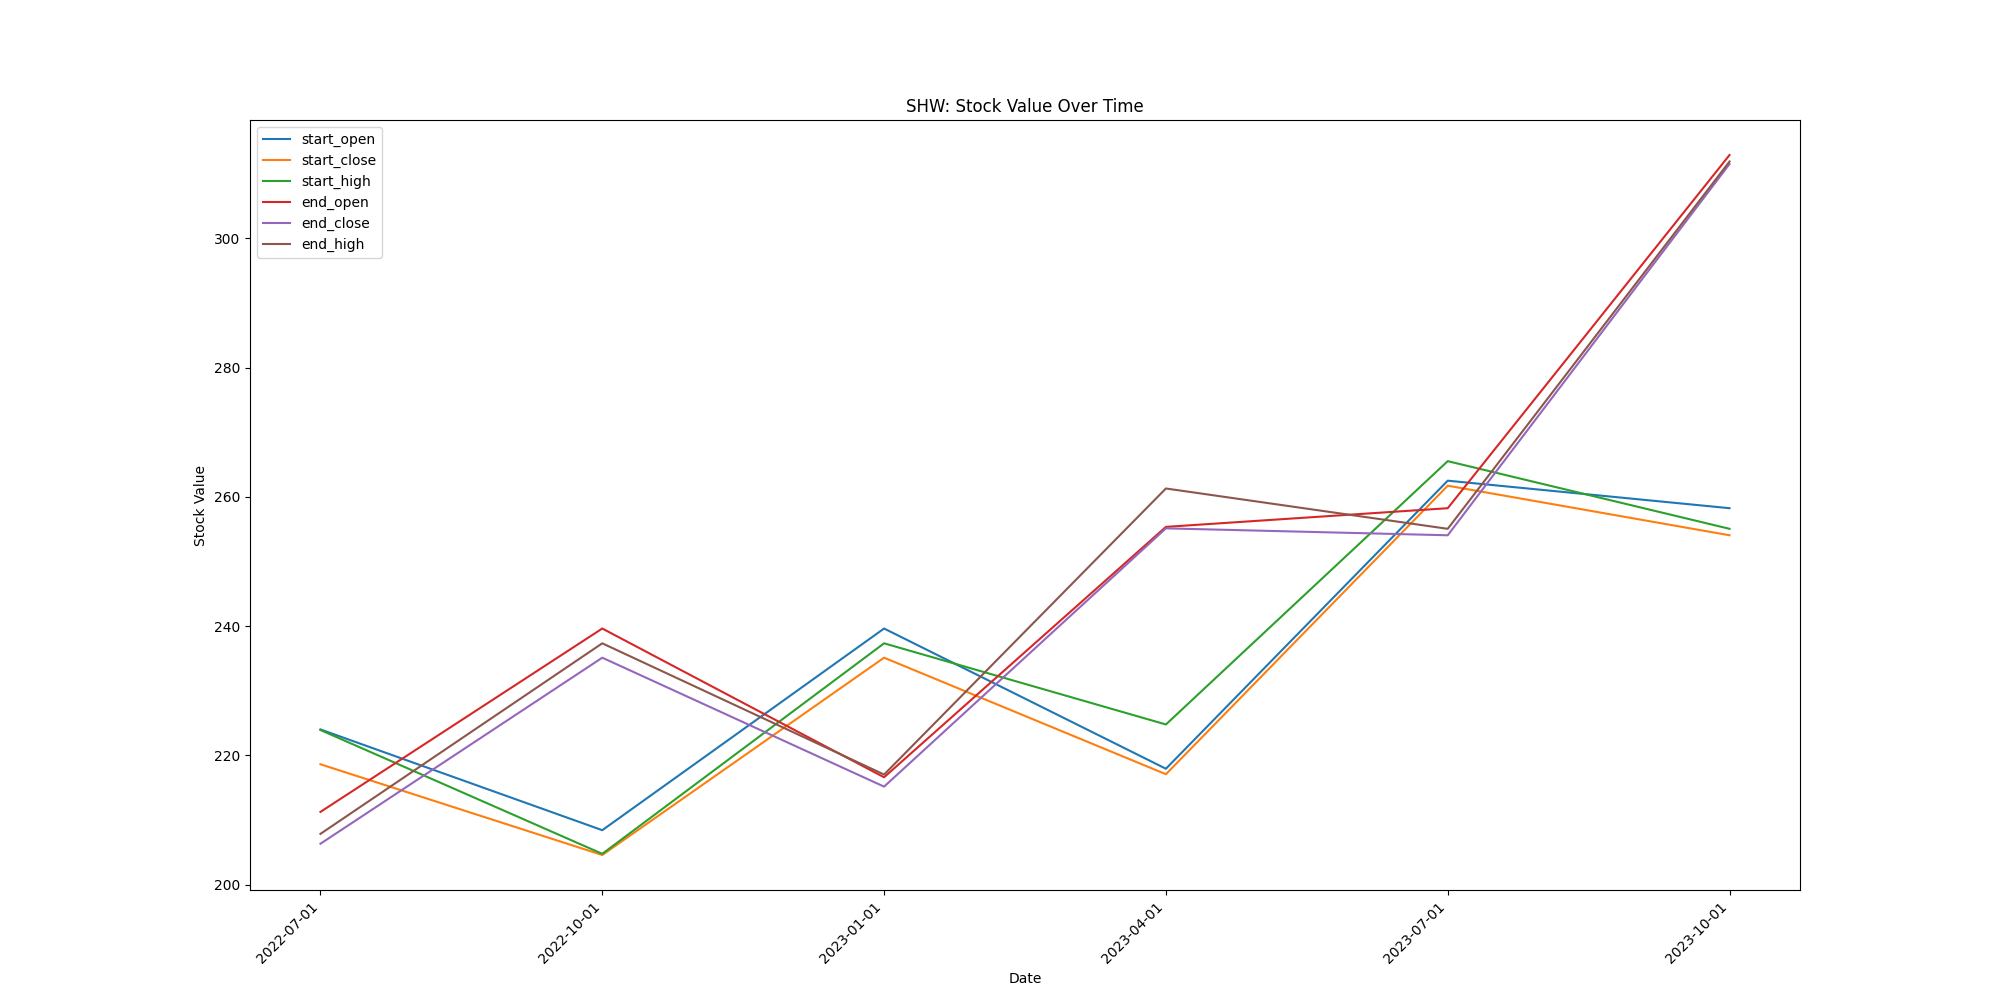 SHW: Stock Value Over Time
start_open
start_close
start_high
end_open
end_close
end_high
Stock Value
300
280
260
240
220
200
2022-07-01
2022-10-01
2023-01-01
2023-04-01
2023-07-01
2023-10-01
Date